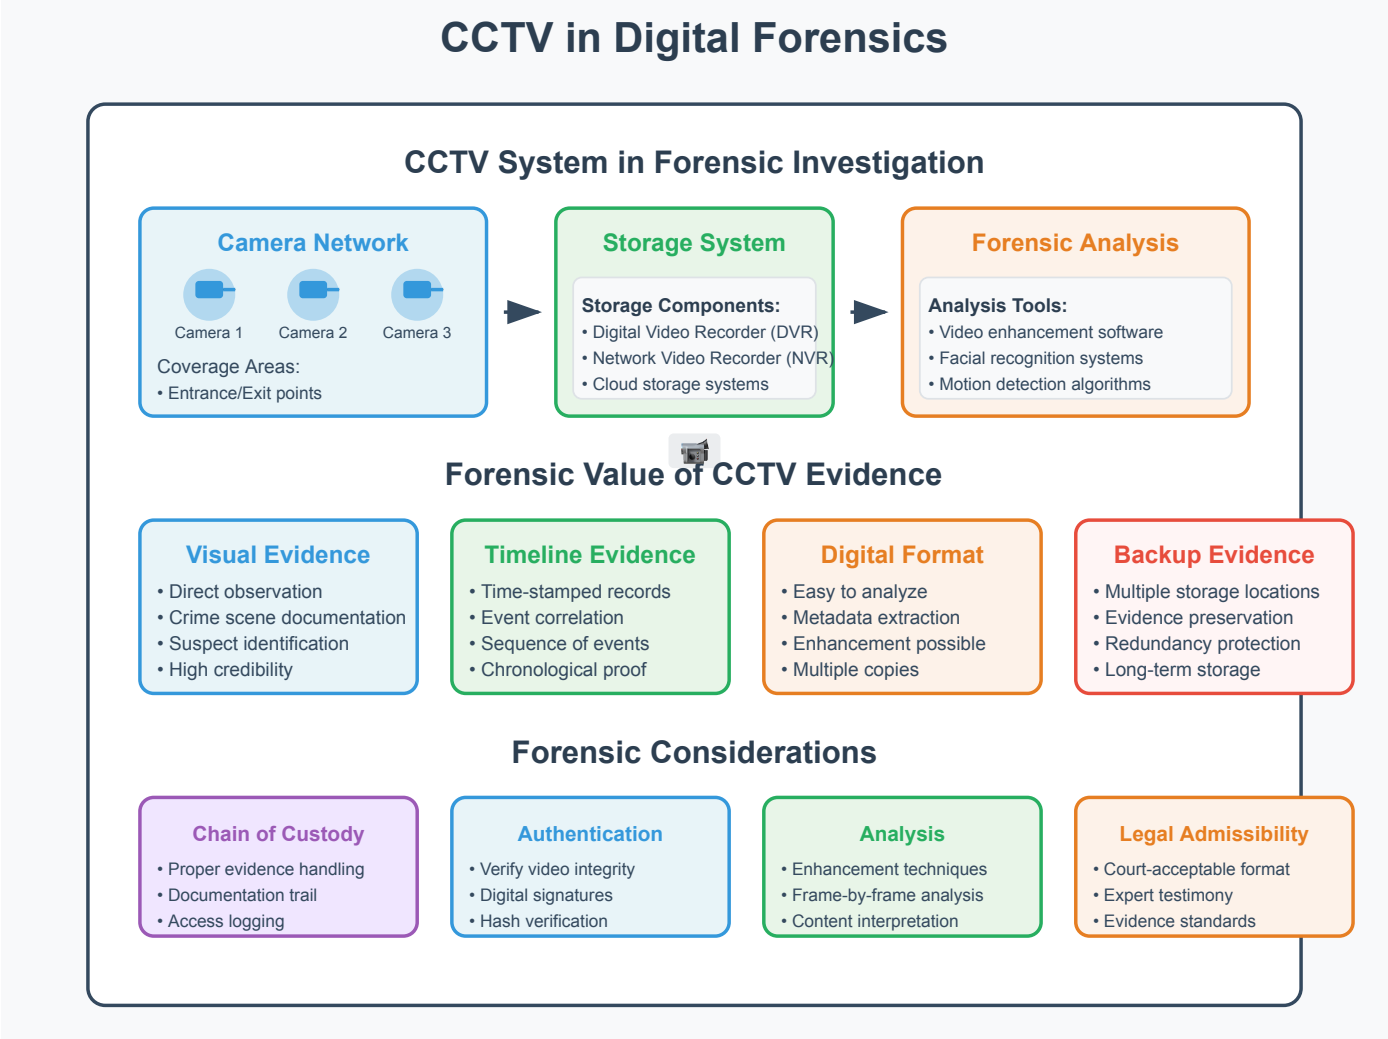 CCTV in Digital Forensics
CCTV System in Forensic Investigation
Camera Network
Camera 1
Camera 2
Camera 3
Coverage Areas:
• Entrance/Exit points
Storage System
Storage Components:
• Digital Video Recorder (DVR)
• Network Video Recorder (NVR)
• Cloud storage systems
Forensic Analysis
Analysis Tools:
• Video enhancement software
• Facial recognition systems
• Motion detection algorithms
Forensic Value of CCTV Evidence
Visual Evidence
• Direct observation
• Crime scene documentation
• Suspect identification
• High credibility
Timeline Evidence
• Time-stamped records
• Event correlation
• Sequence of events
• Chronological proof
Digital Format
• Easy to analyze
• Metadata extraction
• Enhancement possible
• Multiple copies
Backup Evidence
• Multiple storage locations
• Evidence preservation
• Redundancy protection
• Long-term storage
Forensic Considerations
Chain of Custody
• Proper evidence handling
• Documentation trail
• Access logging
Authentication
• Verify video integrity
• Digital signatures
• Hash verification
Analysis
• Enhancement techniques
• Frame-by-frame analysis
• Content interpretation
Legal Admissibility
• Court-acceptable format
• Expert testimony
• Evidence standards